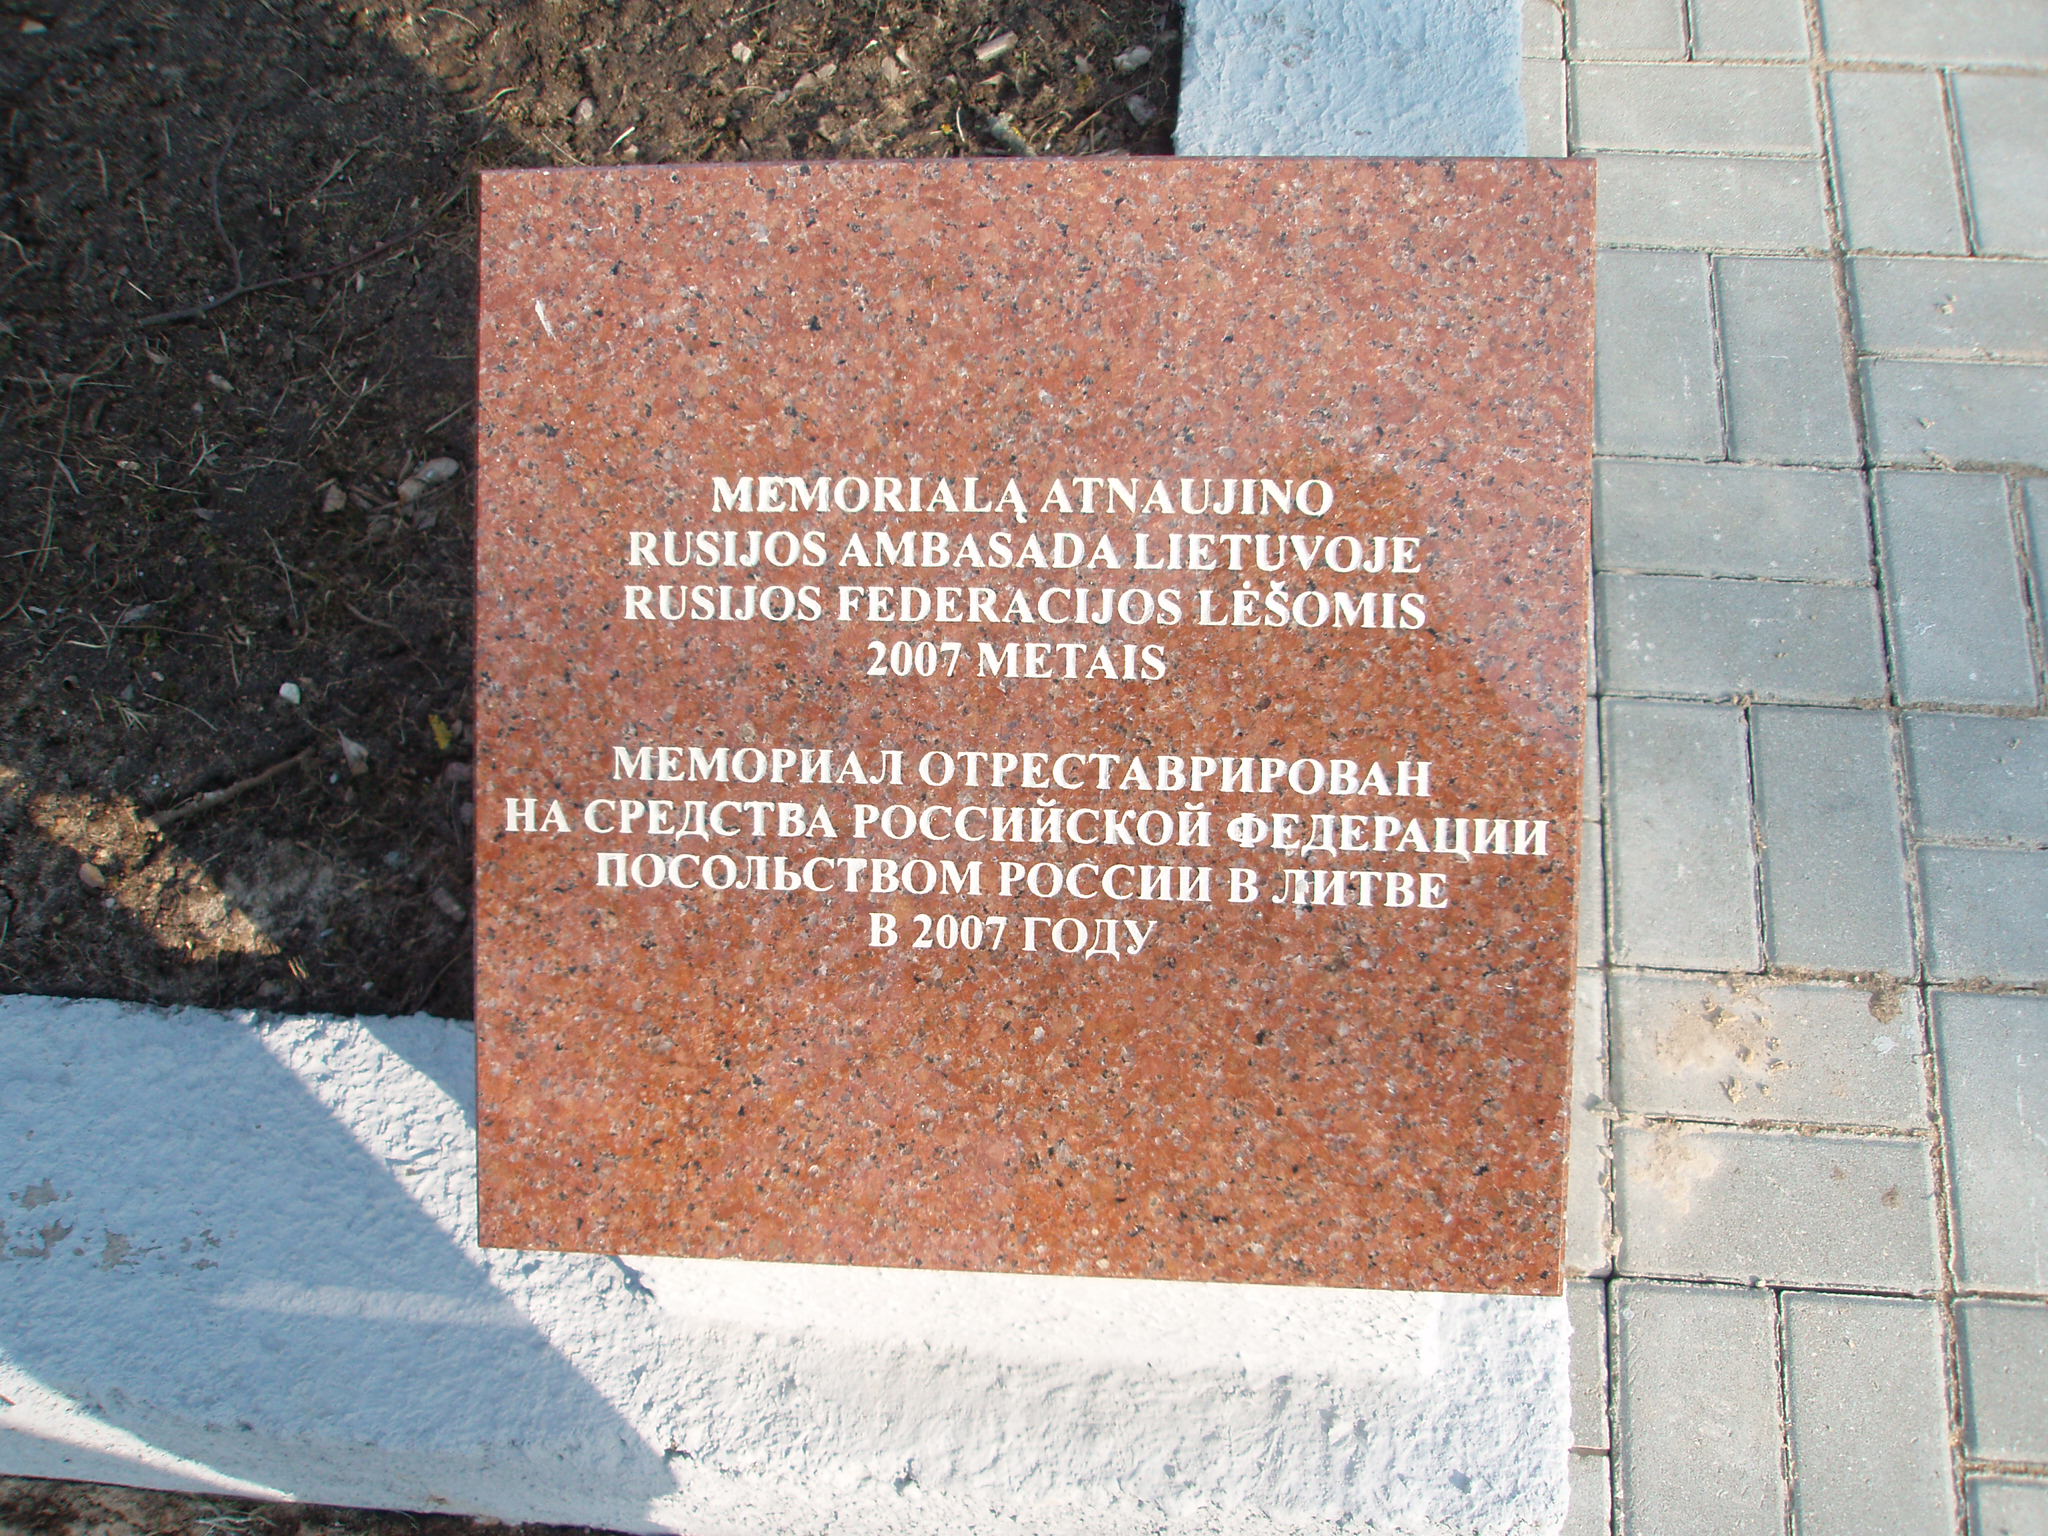 MEMORIALĄ ATNAUJINO
RUSIJOS AMBASADA LIETUVOJE
RUSIJOS FEDERACIJOS LĖŠOMIS
2007 METAIS
МЕМОРИАЛ ОТРЕСТАВРИРОВАН
НА СРЕДСТВА РОССИЙСКОЙ ФЕДЕРАЦИИ
ПОСОЛЬСТВОМ РОССИИ В ЛИТВЕ
В 2007 ГОДУ